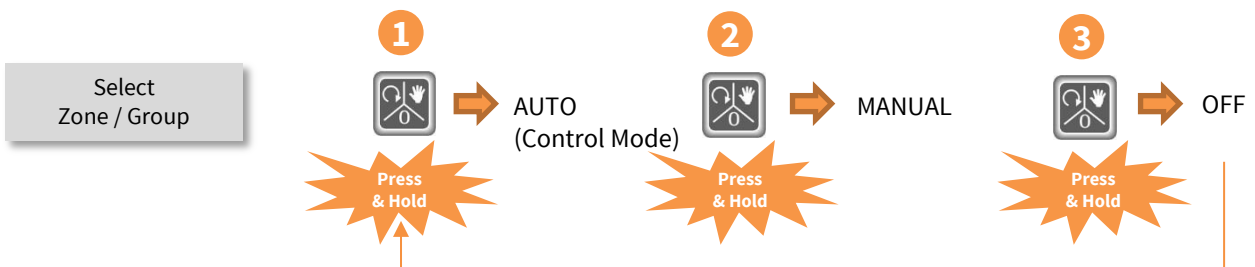 1
2
3
Select
Zone / Group
0
AUTO
(Control Mode)
0
MANUAL
0
OFF
Press
& Hold
Press
& Hold
Press
& Hold